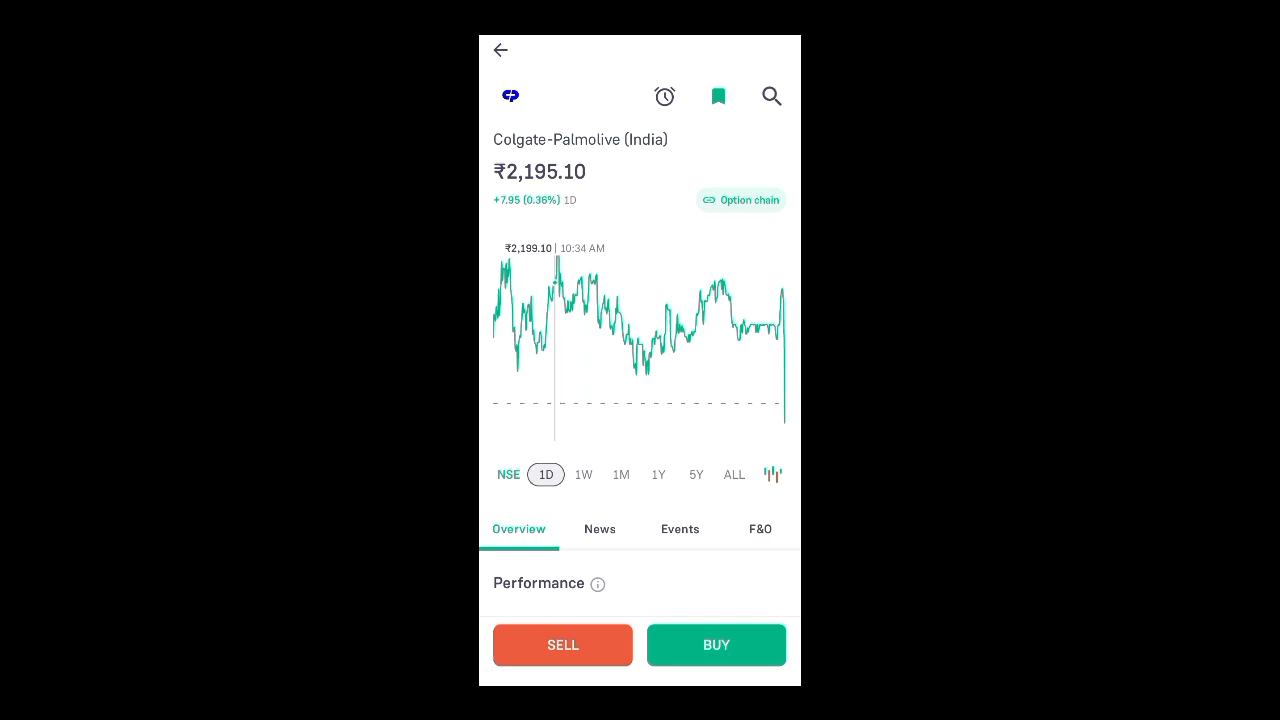 Colgate-Palmolive (India)
₹2,195.10
+7.95 (0.36%) 1D
Option chain
₹2,199.10 | 10:34 AM
NSE 1D 1W 1M 1Y 5Y ALL
Overview News Events F&O
Performance
SELL BUY